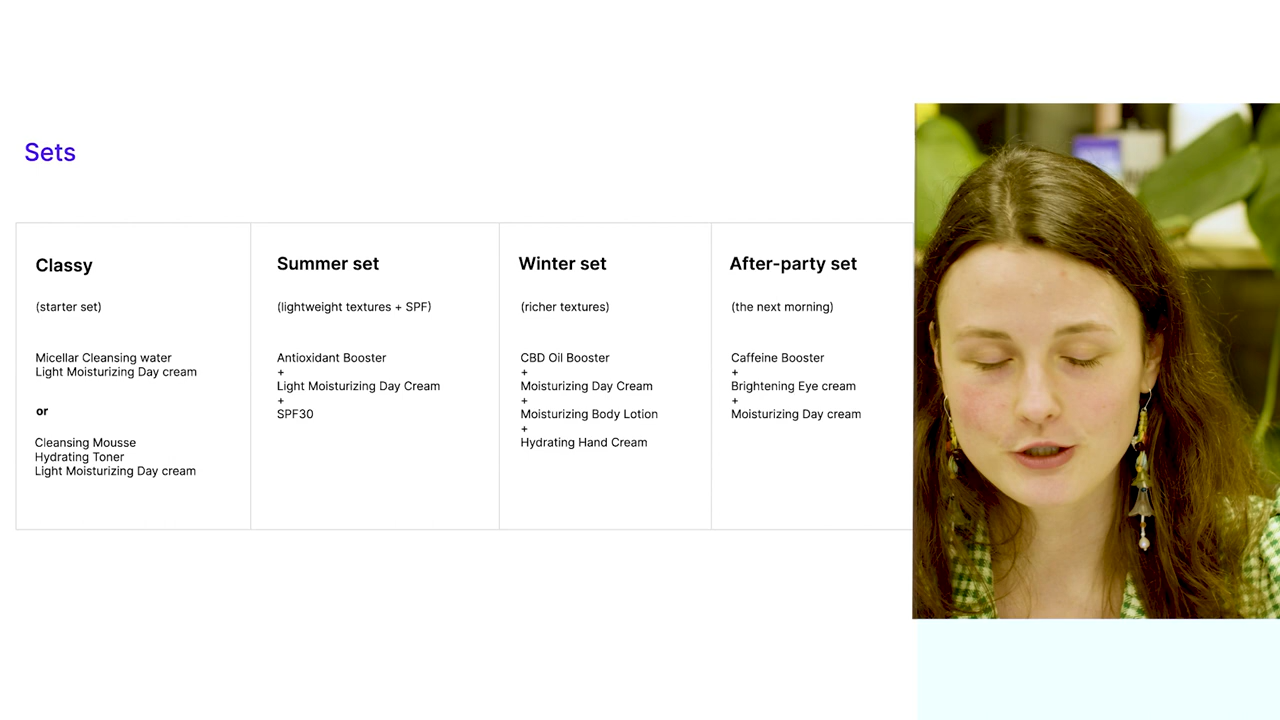 Sets
Classy
(starter set)
Micellar Cleansing water
Light Moisturizing Day cream
or
Cleansing Mousse
Hydrating Toner
Light Moisturizing Day cream
Summer set
(lightweight textures + SPF)
Antioxidant Booster
+
Light Moisturizing Day Cream
+
SPF30
Winter set
(richer textures)
CBD Oil Booster
+
Moisturizing Day Cream
+
Moisturizing Body Lotion
+
Hydrating Hand Cream
After-party set
(the next morning)
Caffeine Booster
+
Brightening Eye cream
+
Moisturizing Day cream